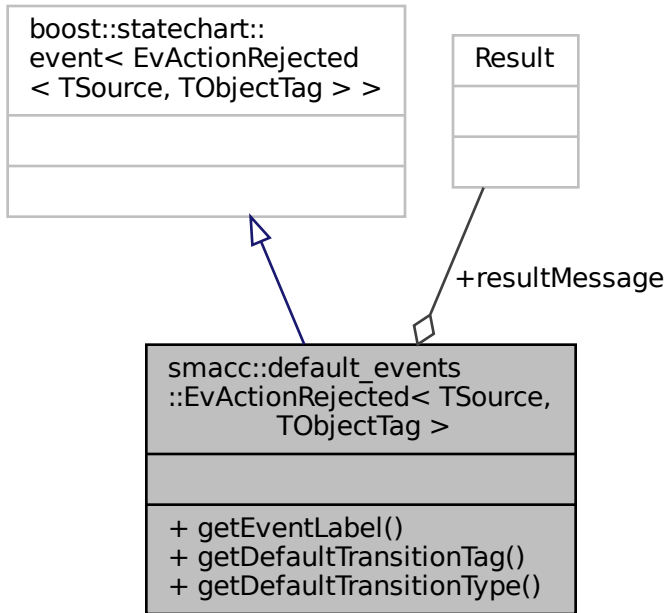 boost::statechart::
event< EvActionRejected
< TSource, TObjectTag > >
Result
+resultMessage
smacc::default_events
::EvActionRejected< TSource,
TObjectTag >
+ getEventLabel()
+ getDefaultTransitionTag()
+ getDefaultTransitionType()